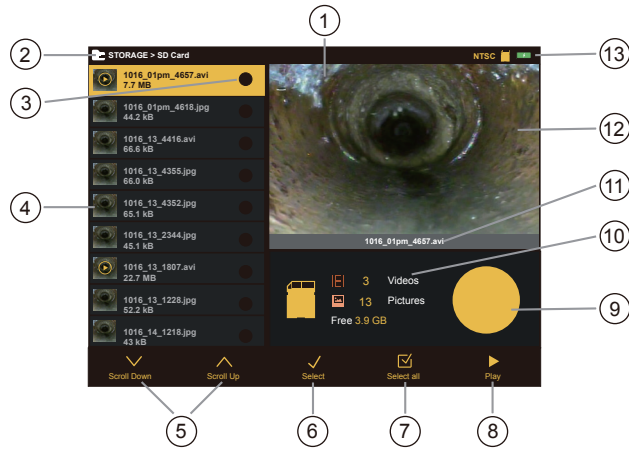 1
2
STORAGE > SD Card
NTSC
13
3
1016_01pm_4657.avi
7.7 MB
1016_01pm_4618.jpg
44.2 kB
12
1016_13_4416.avi
66.6 kB
1016_13_4355.jpg
66.0 kB
11
4
1016_13_4352.jpg
65.1 kB
1016_13_2344.jpg
45.1 kB
1016_01pm_4657.avi
10
1016_13_1807.avi
22.7 MB
3 Videos
1016_13_1228.jpg
52.2 kB
13 Pictures
9
Free 3.9 GB
1016_14_1218.jpg
43 kB
Scroll Down
Scroll Up
Select
Select all
Play
5
6
7
8